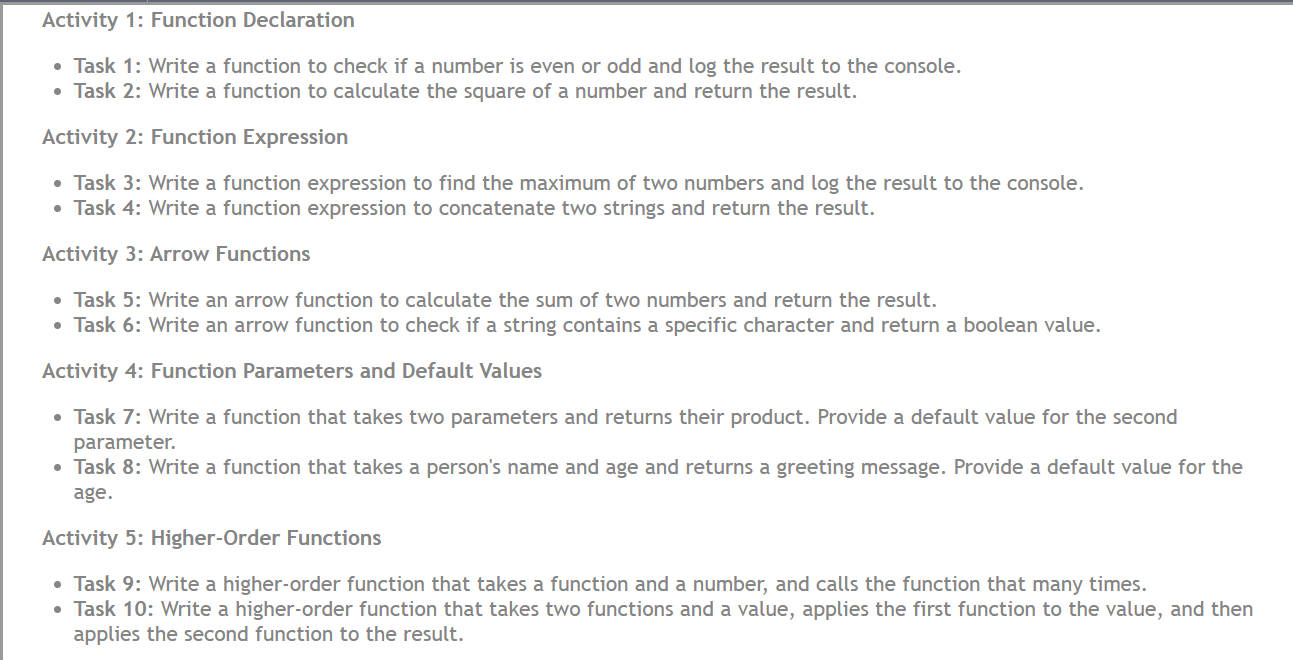 Activity 1: Function Declaration
• Task 1: Write a function to check if a number is even or odd and log the result to the console.
• Task 2: Write a function to calculate the square of a number and return the result.
Activity 2: Function Expression
• Task 3: Write a function expression to find the maximum of two numbers and log the result to the console.
• Task 4: Write a function expression to concatenate two strings and return the result.
Activity 3: Arrow Functions
• Task 5: Write an arrow function to calculate the sum of two numbers and return the result.
• Task 6: Write an arrow function to check if a string contains a specific character and return a boolean value.
Activity 4: Function Parameters and Default Values
• Task 7: Write a function that takes two parameters and returns their product. Provide a default value for the second
parameter.
• Task 8: Write a function that takes a person's name and age and returns a greeting message. Provide a default value for the
age.
Activity 5: Higher-Order Functions
• Task 9: Write a higher-order function that takes a function and a number, and calls the function that many times.
• Task 10: Write a higher-order function that takes two functions and a value, applies the first function to the value, and then
applies the second function to the result.